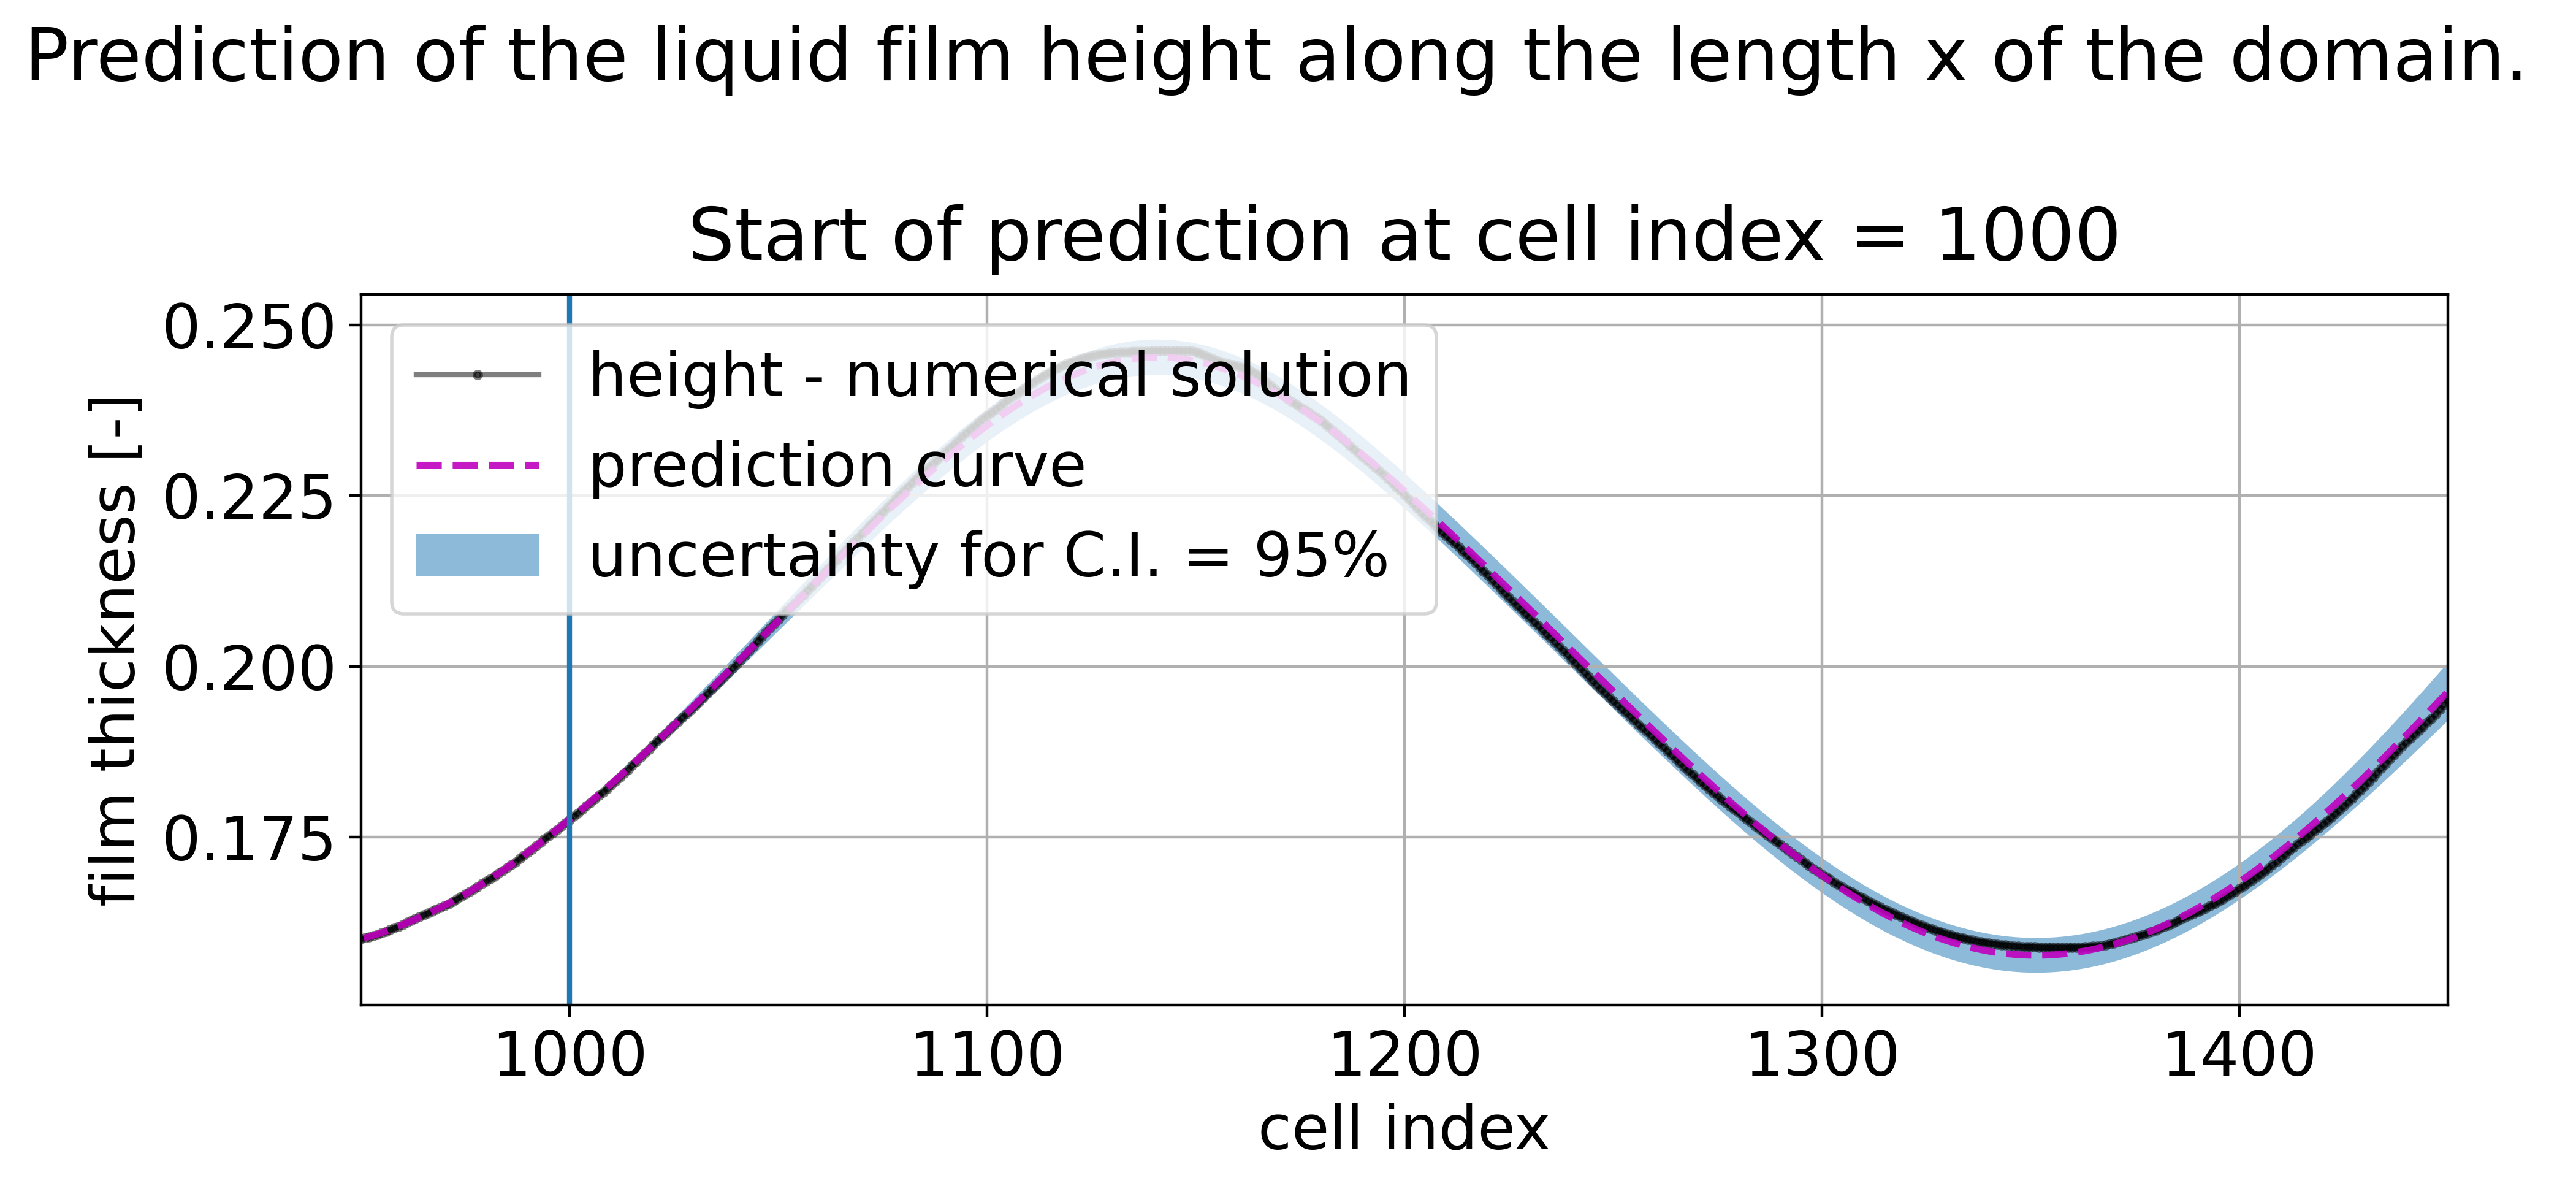 Prediction of the liquid film height along the length x of the domain.
Start of prediction at cell index = 1000
film thickness [-]
0.250
0.225
0.200
0.175
height - numerical solution
prediction curve
uncertainty for C.I. = 95%
1000 1100 1200 1300 1400
cell index